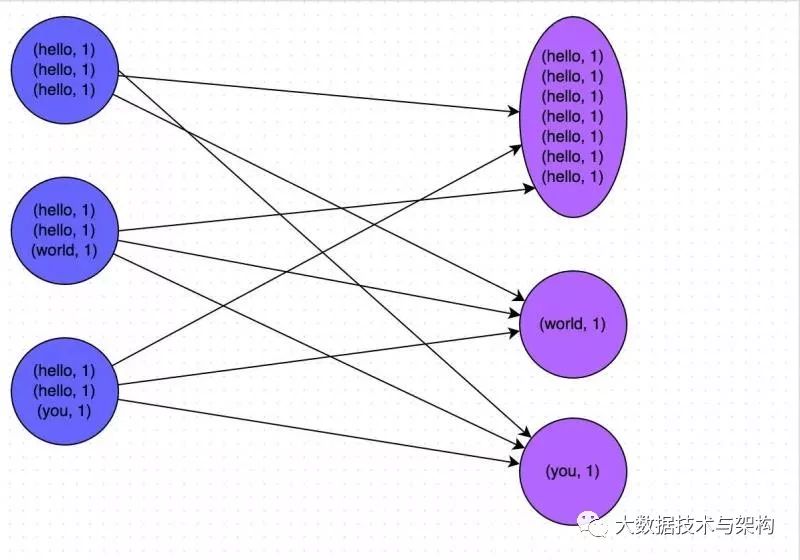 (hello, 1)
(hello, 1)
(hello, 1)
(hello, 1)
(hello, 1)
(world, 1)
(hello, 1)
(hello, 1)
(you, 1)
(hello, 1)
(hello, 1)
(hello, 1)
(hello, 1)
(hello, 1)
(hello, 1)
(hello, 1)
(world, 1)
(you, 1)
大数据技术与架构